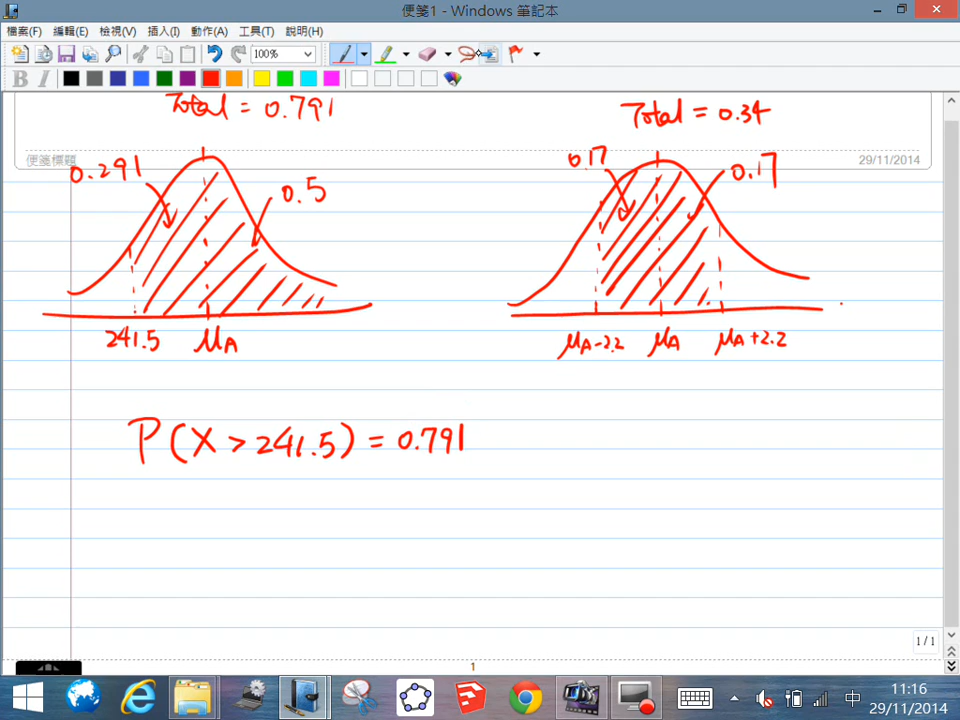 便箋1 - Windows 筆記本
檔案(F) 編輯(E) 檢視(V) 插入(I) 動作(A) 工具(T) 說明(H)
100%
B I
Total = 0.791
Total = 0.34
便箋標題
29/11/2014
0.291
0.5
0.17
0.17
241.5 μA
μA-2.2 μA μA+2.2
P(X > 241.5) = 0.791
1 / 1
1
中
11:16
29/11/2014